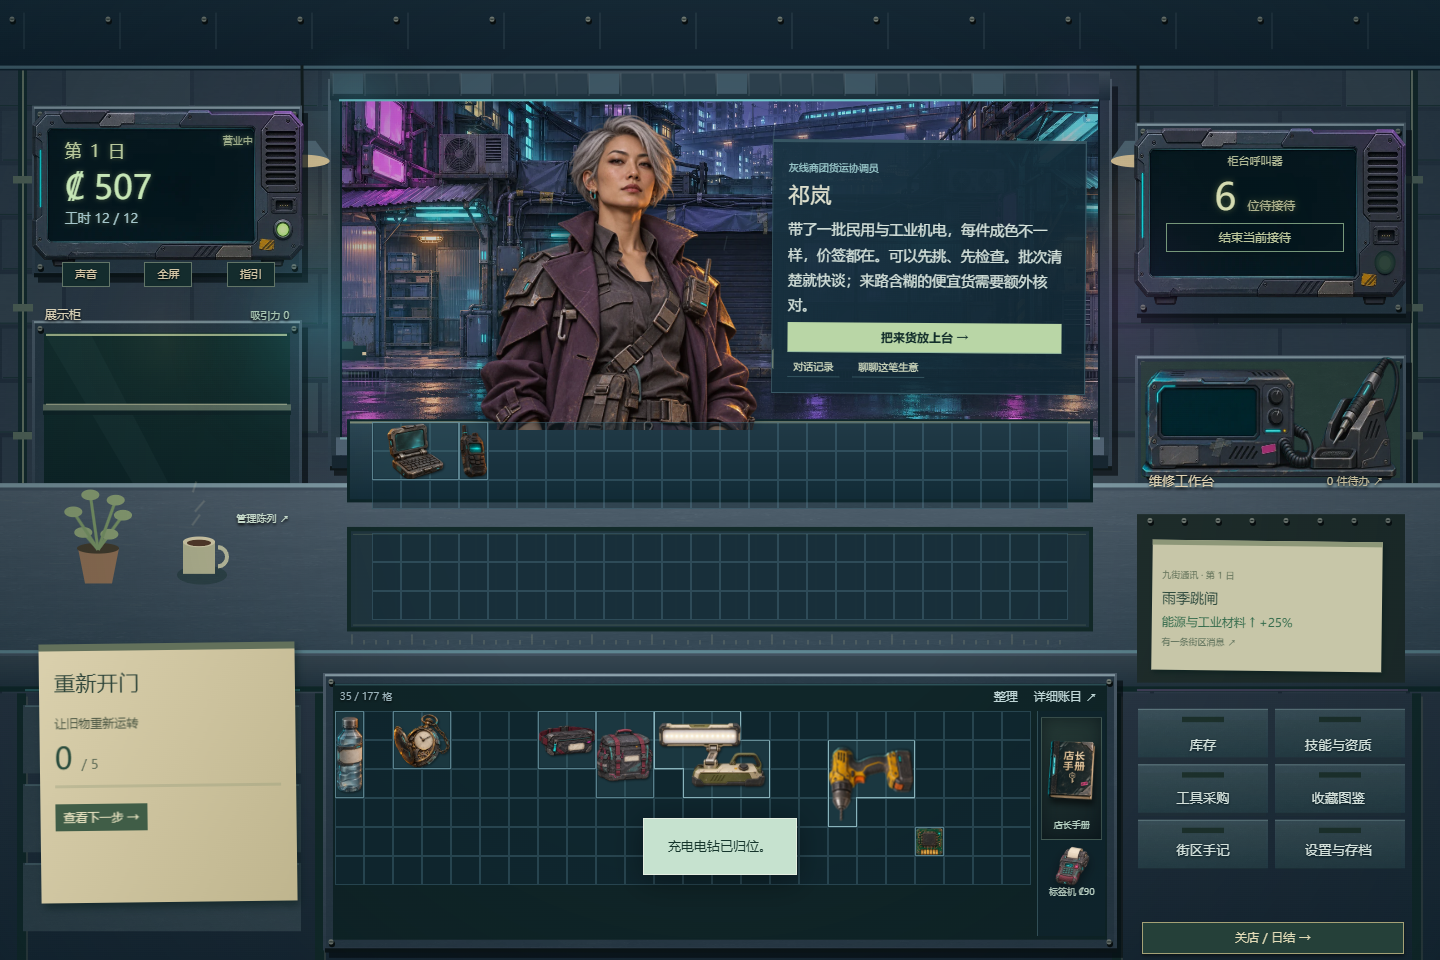 第 1 日
营业中
₡ 507
工时 12 / 12
声音
全屏
指引
展示柜
吸引力 0
管理陈列 ↗
灰线商团货运协调员
祁岚
带了一批民用与工业机电，每件成色不一
样，价签都在。可以先挑、先检查。批次清
楚就快谈；来路含糊的便宜货需要额外核
对。
把来货放上台 →
对话记录
聊聊这笔生意
柜台呼叫器
6 位待接待
结束当前接待
维修工作台
0 件待办 ↗
九街通讯 · 第 1 日
雨季跳闸
能源与工业材料 ↑ +25%
有一条街区消息 ↗
重新开门
让旧物重新运转
0 / 5
查看下一步 →
35 / 177 格
整理
详细账目 ↗
店长
手册
店长手册
标签机 ₡90
充电电钻已归位。
库存
技能与资质
工具采购
收藏图鉴
街区手记
设置与存档
关店 / 日结 →